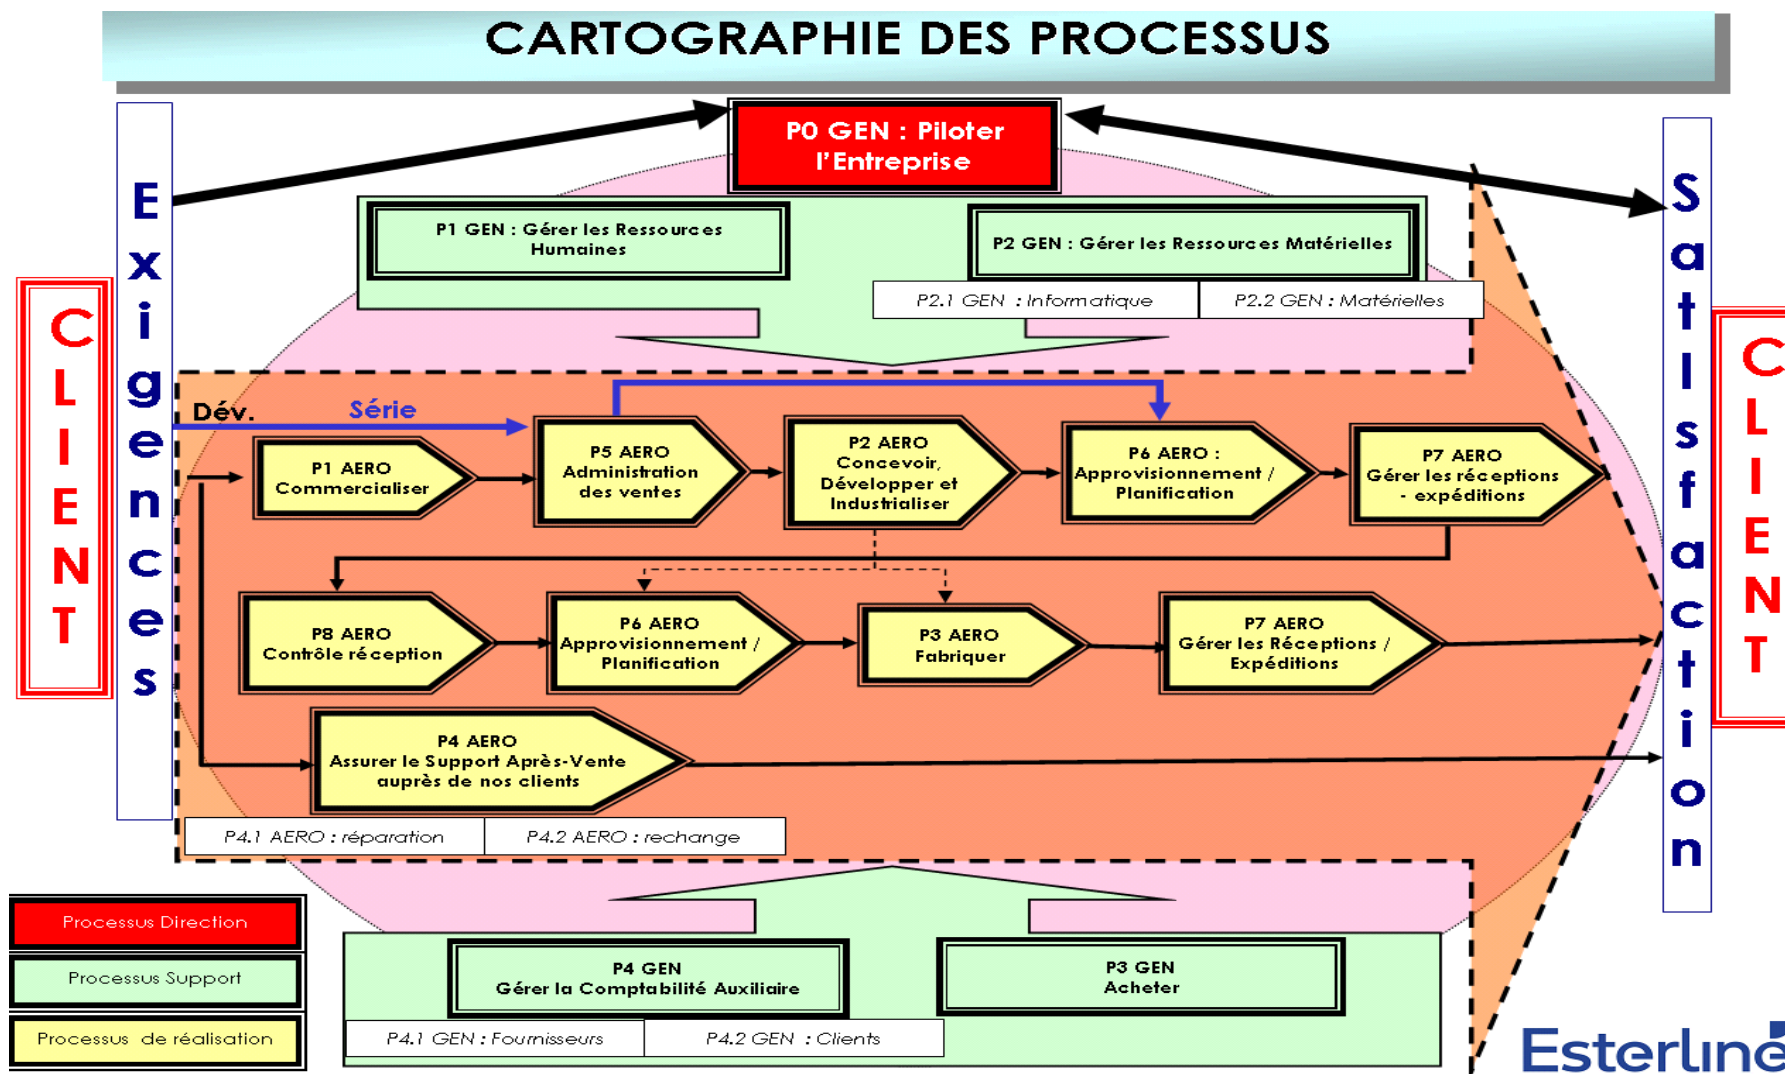 CARTOGRAPHIE DES PROCESSUS
P0 GEN : Piloter
l'Entreprise
P1 GEN : Gérer les Ressources
Humaines
P2 GEN : Gérer les Ressources Matérielles
P2.1 GEN : Informatique
P2.2 GEN : Matérielles
CLIENT
Exigences
Dév.
Série
P1 AERO
Commercialiser
P5 AERO
Administration
des ventes
P2 AERO
Concevoir,
Développer et
Industrialiser
P6 AERO :
Approvisionnement /
Planification
P7 AERO
Gérer les réceptions
- expéditions
P8 AERO
Contrôle réception
P6 AERO
Approvisionnement /
Planification
P3 AERO
Fabriquer
P7 AERO
Gérer les Réceptions /
Expéditions
P4 AERO
Assurer le Support Après-Vente
auprès de nos clients
P4.1 AERO : réparation
P4.2 AERO : rechange
SatIsfaction
CLIENT
Processus Direction
Processus Support
Processus de réalisation
P4 GEN
Gérer la Comptabilité Auxiliaire
P3 GEN
Acheter
P4.1 GEN : Fournisseurs
P4.2 GEN : Clients
Esterline